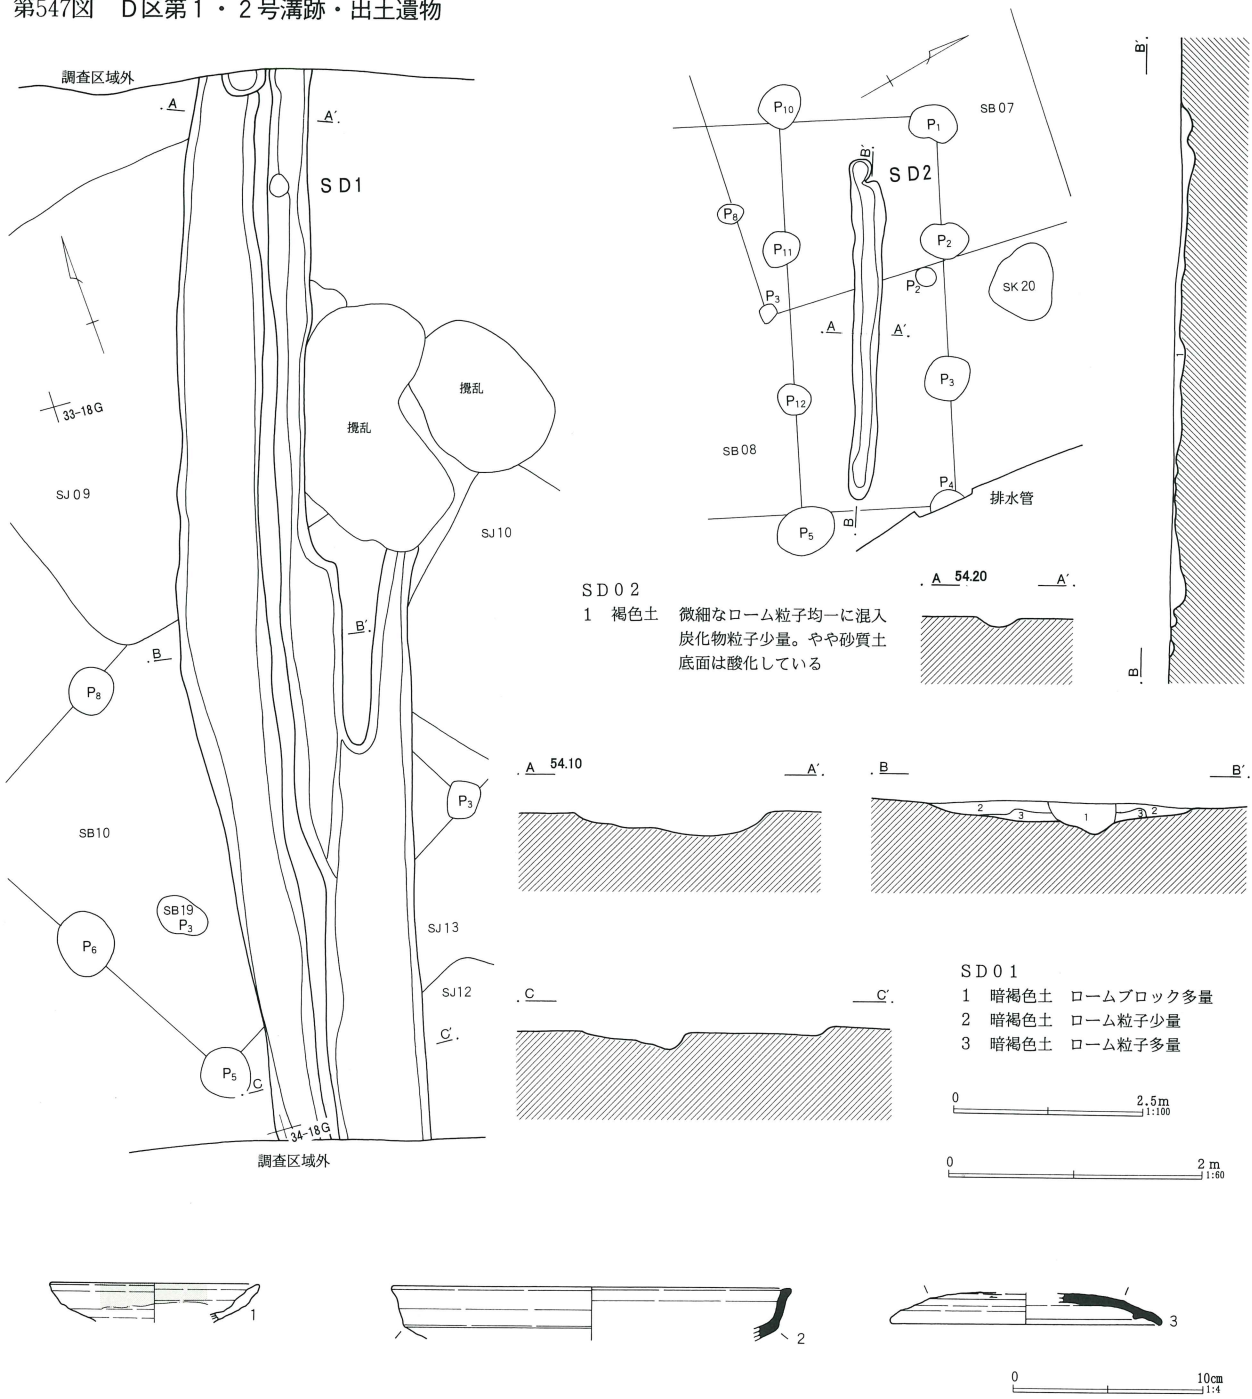 第547図　D区第1・2号溝跡・出土遺物
調査区域外
A
A′
SD1
33-18G
SJ09
攪乱
攪乱
SJ10
B′
B
P8
P3
SB10
SB19
P3
P6
SJ13
SJ12
C′
P5
C
34-18G
調査区域外
P10
P1
SB07
B′
SD2
P8
P11
P2
P2
SK20
P3
A
A′
P12
P3
SB08
P4
排水管
P5
B
B′
1
B
SD02
1　褐色土　微細なローム粒子均一に混入
炭化物粒子少量。やや砂質土
底面は酸化している
A 54.20 A′
A 54.10 A′
B B′
2 3 1 3 2
C C′
SD01
1　暗褐色土　ロームブロック多量
2　暗褐色土　ローム粒子少量
3　暗褐色土　ローム粒子多量
0 2.5m
1:100
0 2m
1:60
1
2
3
0 10cm
1:4